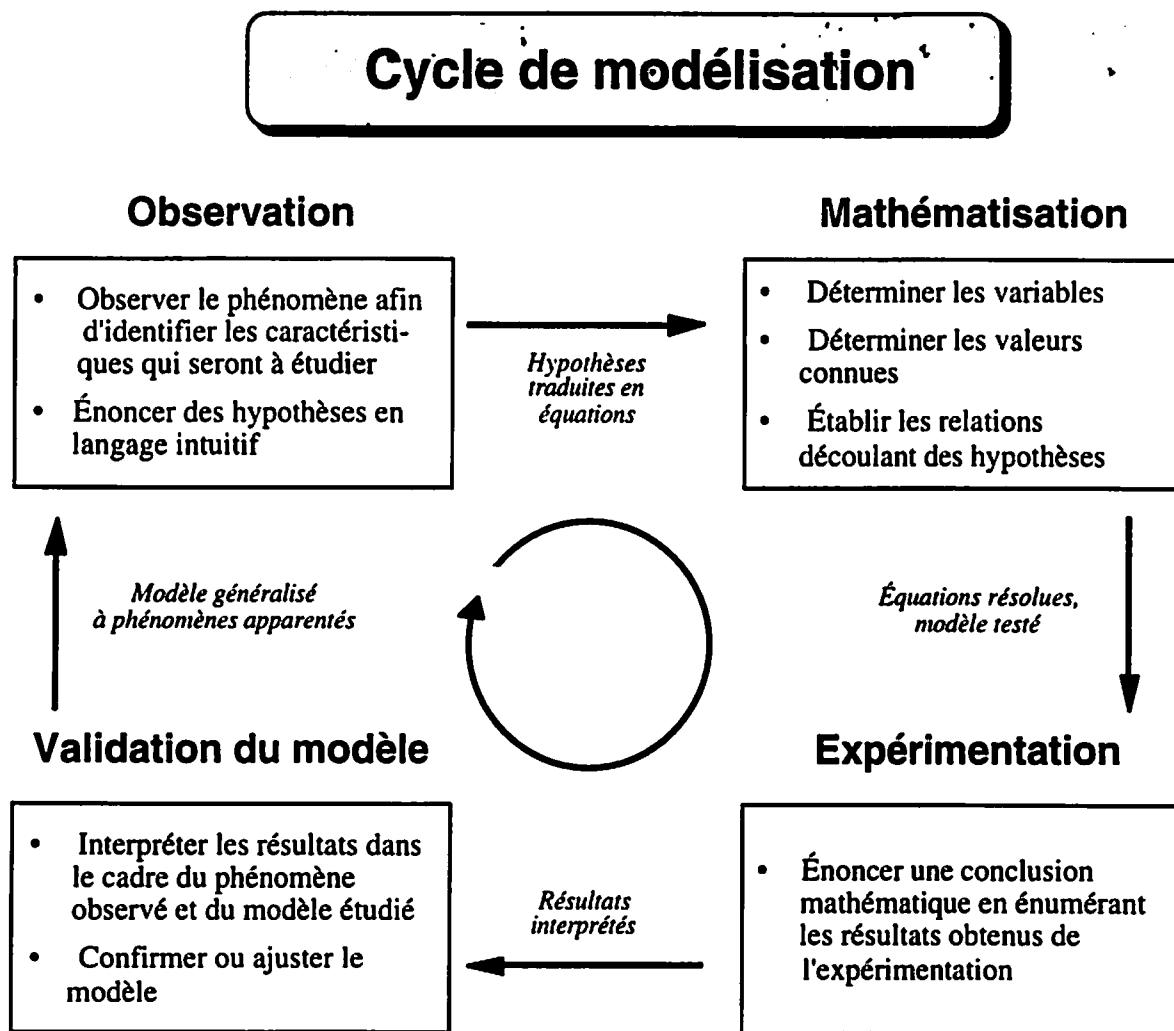 Cycle de modélisation
Observation
• Observer le phénomène afin
d'identifier les caractéristi-
ques qui seront à étudier
• Énoncer des hypothèses en
langage intuitif
Hypothèses
traduites en
équations
Mathématisation
• Déterminer les variables
• Déterminer les valeurs
connues
• Établir les relations
découlant des hypothèses
Modèle généralisé
à phénomènes apparentés
Équations résolues,
modèle testé
Validation du modèle
• Interpréter les résultats dans
le cadre du phénomène
observé et du modèle étudié
• Confirmer ou ajuster le
modèle
Résultats
interprétés
Expérimentation
• Énoncer une conclusion
mathématique en énumérant
les résultats obtenus de
l'expérimentation